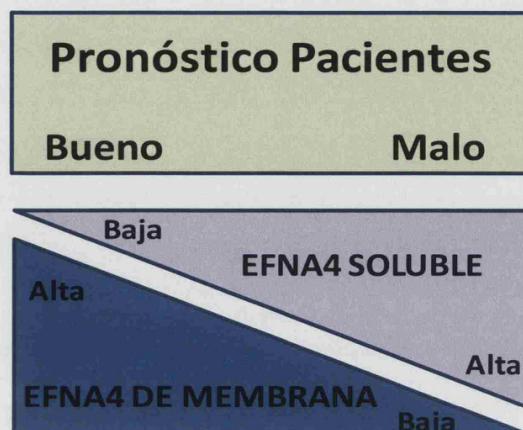 Pronóstico Pacientes
Bueno Malo
Baja
EFNA4 SOLUBLE
Alta
Alta
EFNA4 DE MEMBRANA
Baja